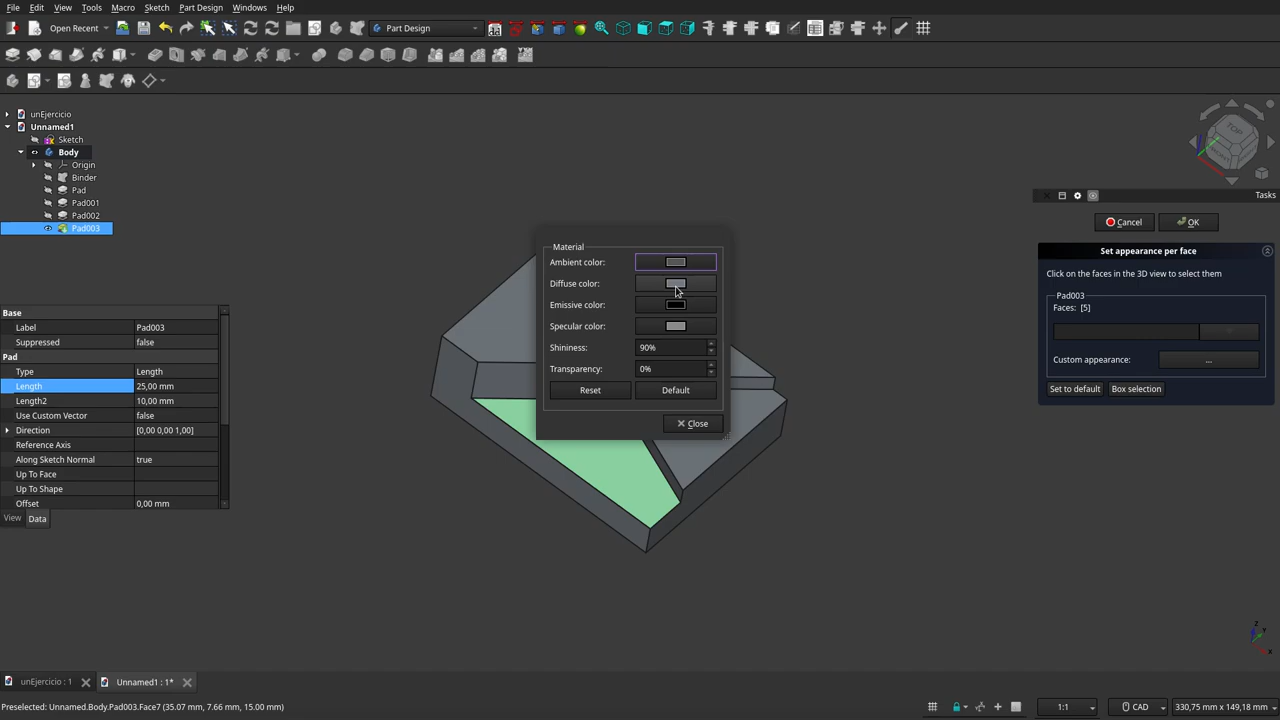 File Edit View Tools Macro Sketch Part Design Windows Help
Open Recent Part Design
unEjercicio
Unnamed1
Sketch
Body
Origin
Binder
Pad
Pad001
Pad002
Pad003
TOP
FRONT
Tasks
Cancel OK
Set appearance per face
Click on the faces in the 3D view to select them
Pad003
Faces: [5]
Custom appearance: ...
Set to default Box selection
Material
Ambient color:
Diffuse color:
Emissive color:
Specular color:
Shininess: 90%
Transparency: 0%
Reset Default
Close
Base
Label Pad003
Suppressed false
Pad
Type Length
Length 25,00 mm
Length2 10,00 mm
Use Custom Vector false
Direction [0,00 0,00 1,00]
Reference Axis
Along Sketch Normal true
Up To Face
Up To Shape
Offset 0,00 mm
View Data
Z
Y
X
unEjercicio : 1 Unnamed1 : 1*
Preselected: Unnamed.Body.Pad003.Face7 (35.07 mm, 7.66 mm, 15.00 mm) 1:1 CAD 330,75 mm x 149,18 mm